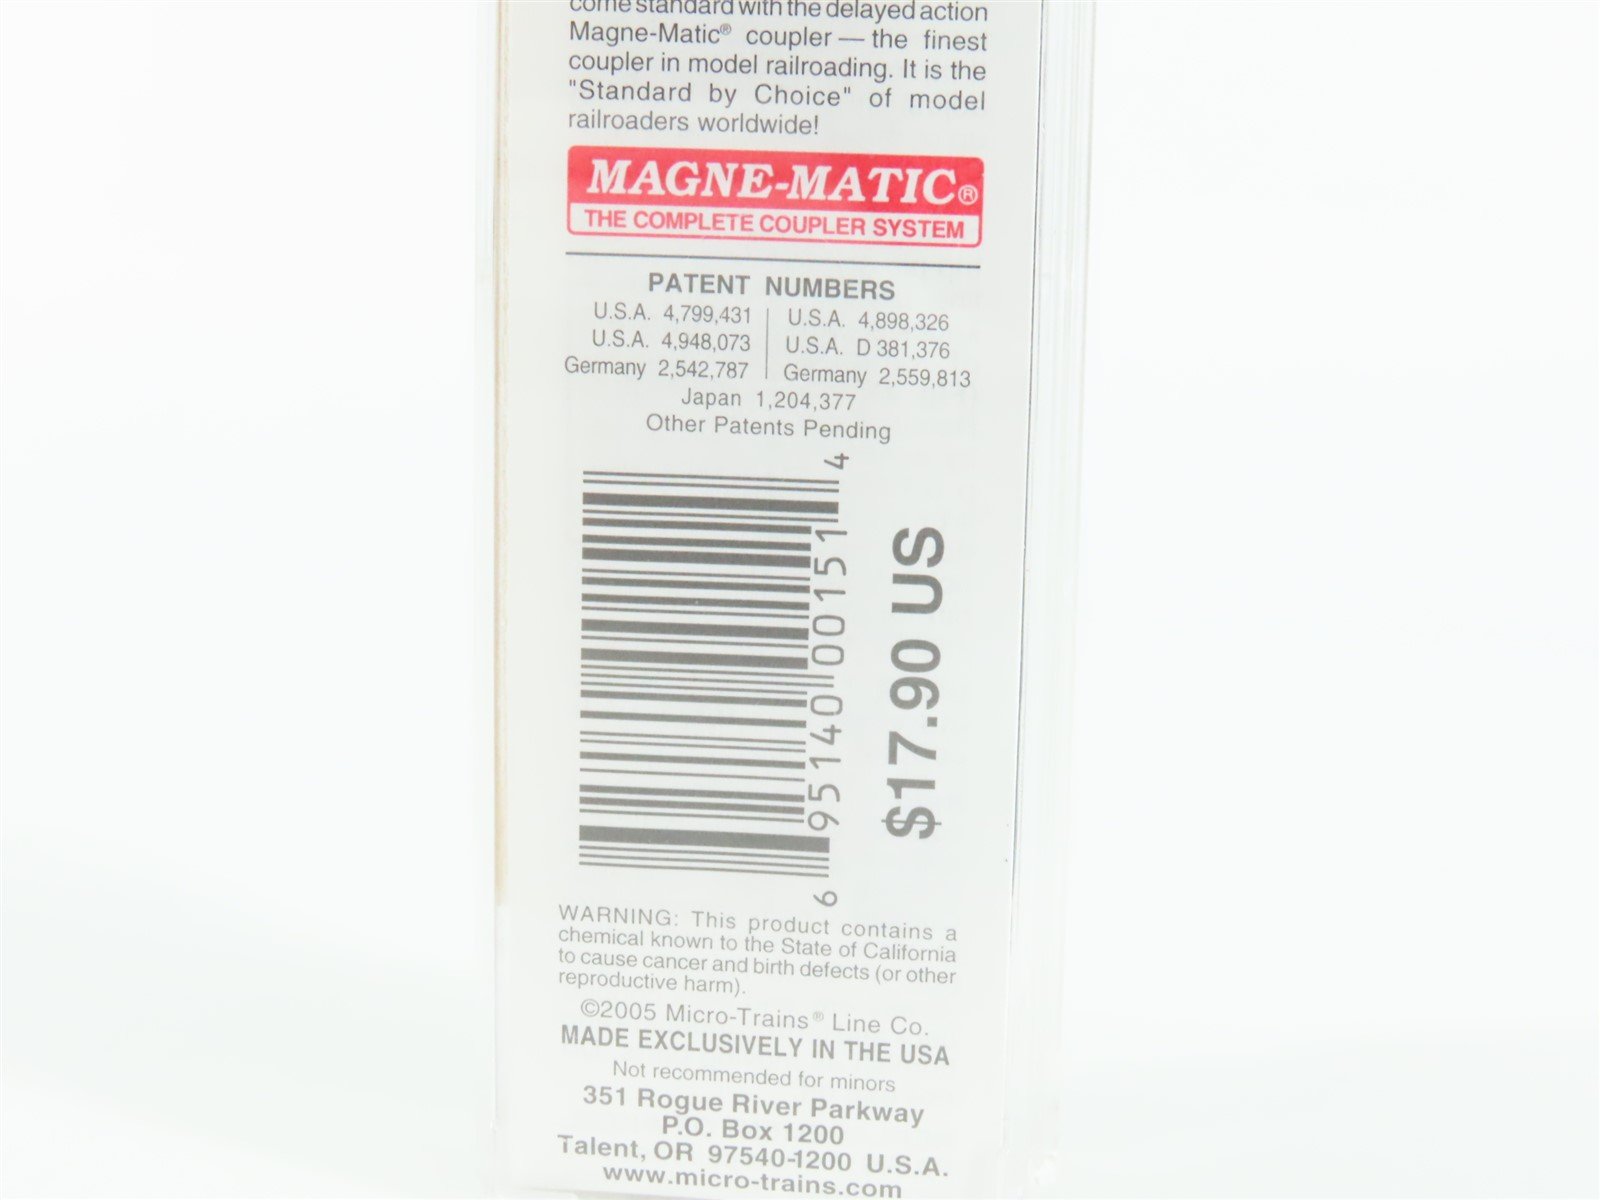 come standard with the delayed action
Magne-Matic® coupler — the finest
coupler in model railroading. It is the
"Standard by Choice" of model
railroaders worldwide!
MAGNE-MATIC®
THE COMPLETE COUPLER SYSTEM
PATENT NUMBERS
U.S.A. 4,799,431 | U.S.A. 4,898,326
U.S.A. 4,948,073 | U.S.A. D 381,376
Germany 2,542,787 | Germany 2,559,813
Japan 1,204,377
Other Patents Pending
6 95140 00151 4
$17.90 US
WARNING: This product contains a
chemical known to the State of California
to cause cancer and birth defects (or other
reproductive harm).
©2005 Micro-Trains® Line Co.
MADE EXCLUSIVELY IN THE USA
Not recommended for minors
351 Rogue River Parkway
P.O. Box 1200
Talent, OR 97540-1200 U.S.A.
www.micro-trains.com